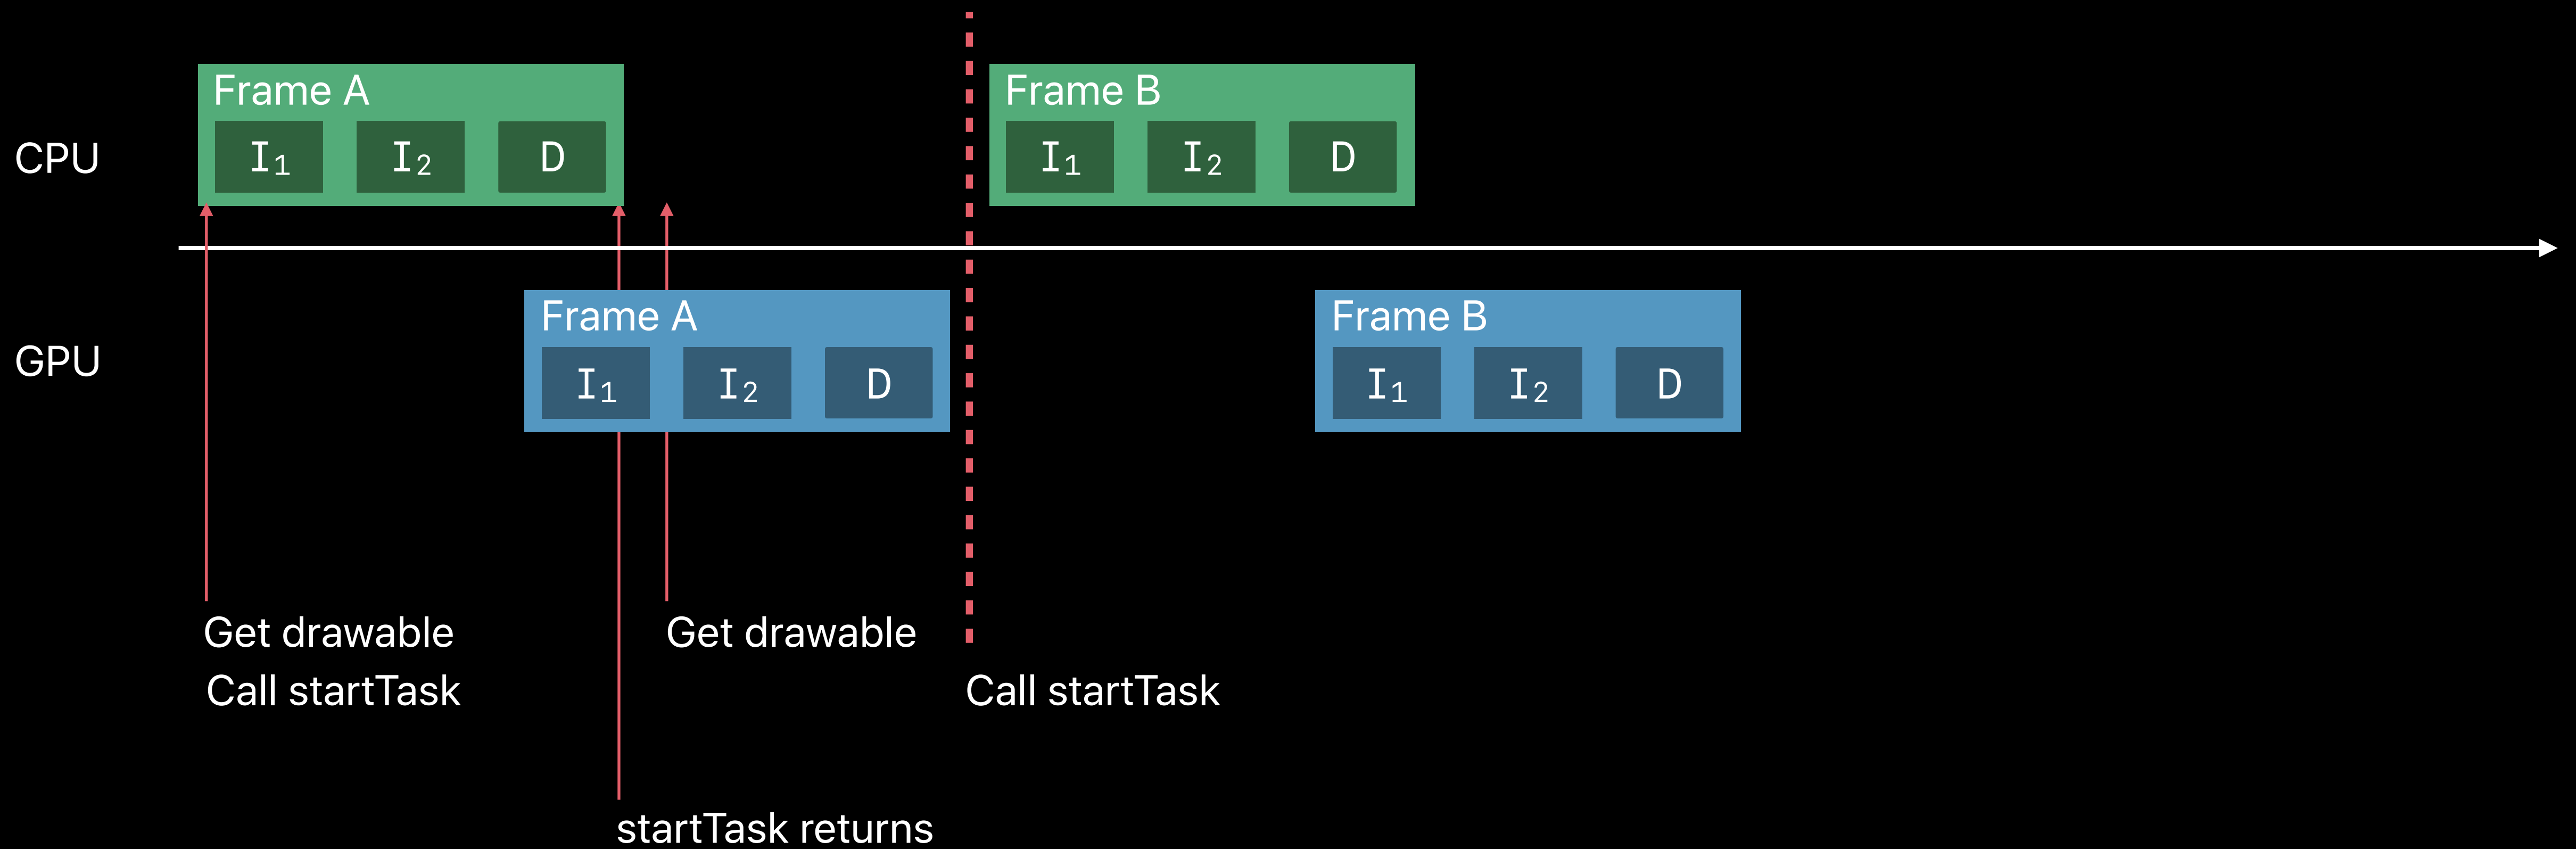 Frame A
I₁ I₂ D
Frame B
I₁ I₂ D
CPU
GPU
Frame A
I₁ I₂ D
Frame B
I₁ I₂ D
Get drawable
Call startTask
Get drawable
Call startTask
startTask returns